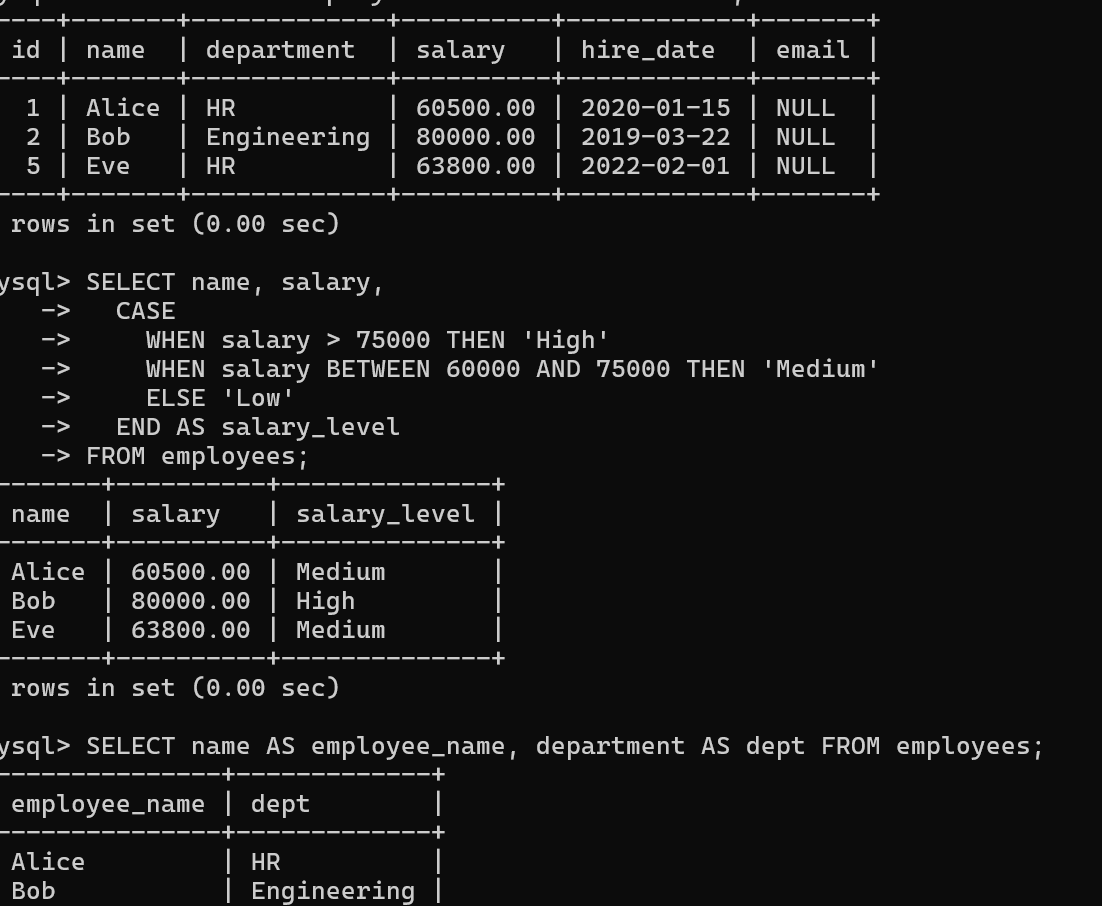 ----+-------+-------------+----------+------------+-------+
id | name | department | salary | hire_date | email |
----+-------+-------------+----------+------------+-------+
1 | Alice | HR | 60500.00 | 2020-01-15 | NULL |
2 | Bob | Engineering | 80000.00 | 2019-03-22 | NULL |
5 | Eve | HR | 63800.00 | 2022-02-01 | NULL |
----+-------+-------------+----------+------------+-------+
rows in set (0.00 sec)
ysql> SELECT name, salary,
-> CASE
-> WHEN salary > 75000 THEN 'High'
-> WHEN salary BETWEEN 60000 AND 75000 THEN 'Medium'
-> ELSE 'Low'
-> END AS salary_level
-> FROM employees;
-------+----------+--------------+
name | salary | salary_level |
-------+----------+--------------+
Alice | 60500.00 | Medium |
Bob | 80000.00 | High |
Eve | 63800.00 | Medium |
-------+----------+--------------+
rows in set (0.00 sec)
ysql> SELECT name AS employee_name, department AS dept FROM employees;
---------------+-------------+
employee_name | dept |
---------------+-------------+
Alice | HR |
Bob | Engineering |